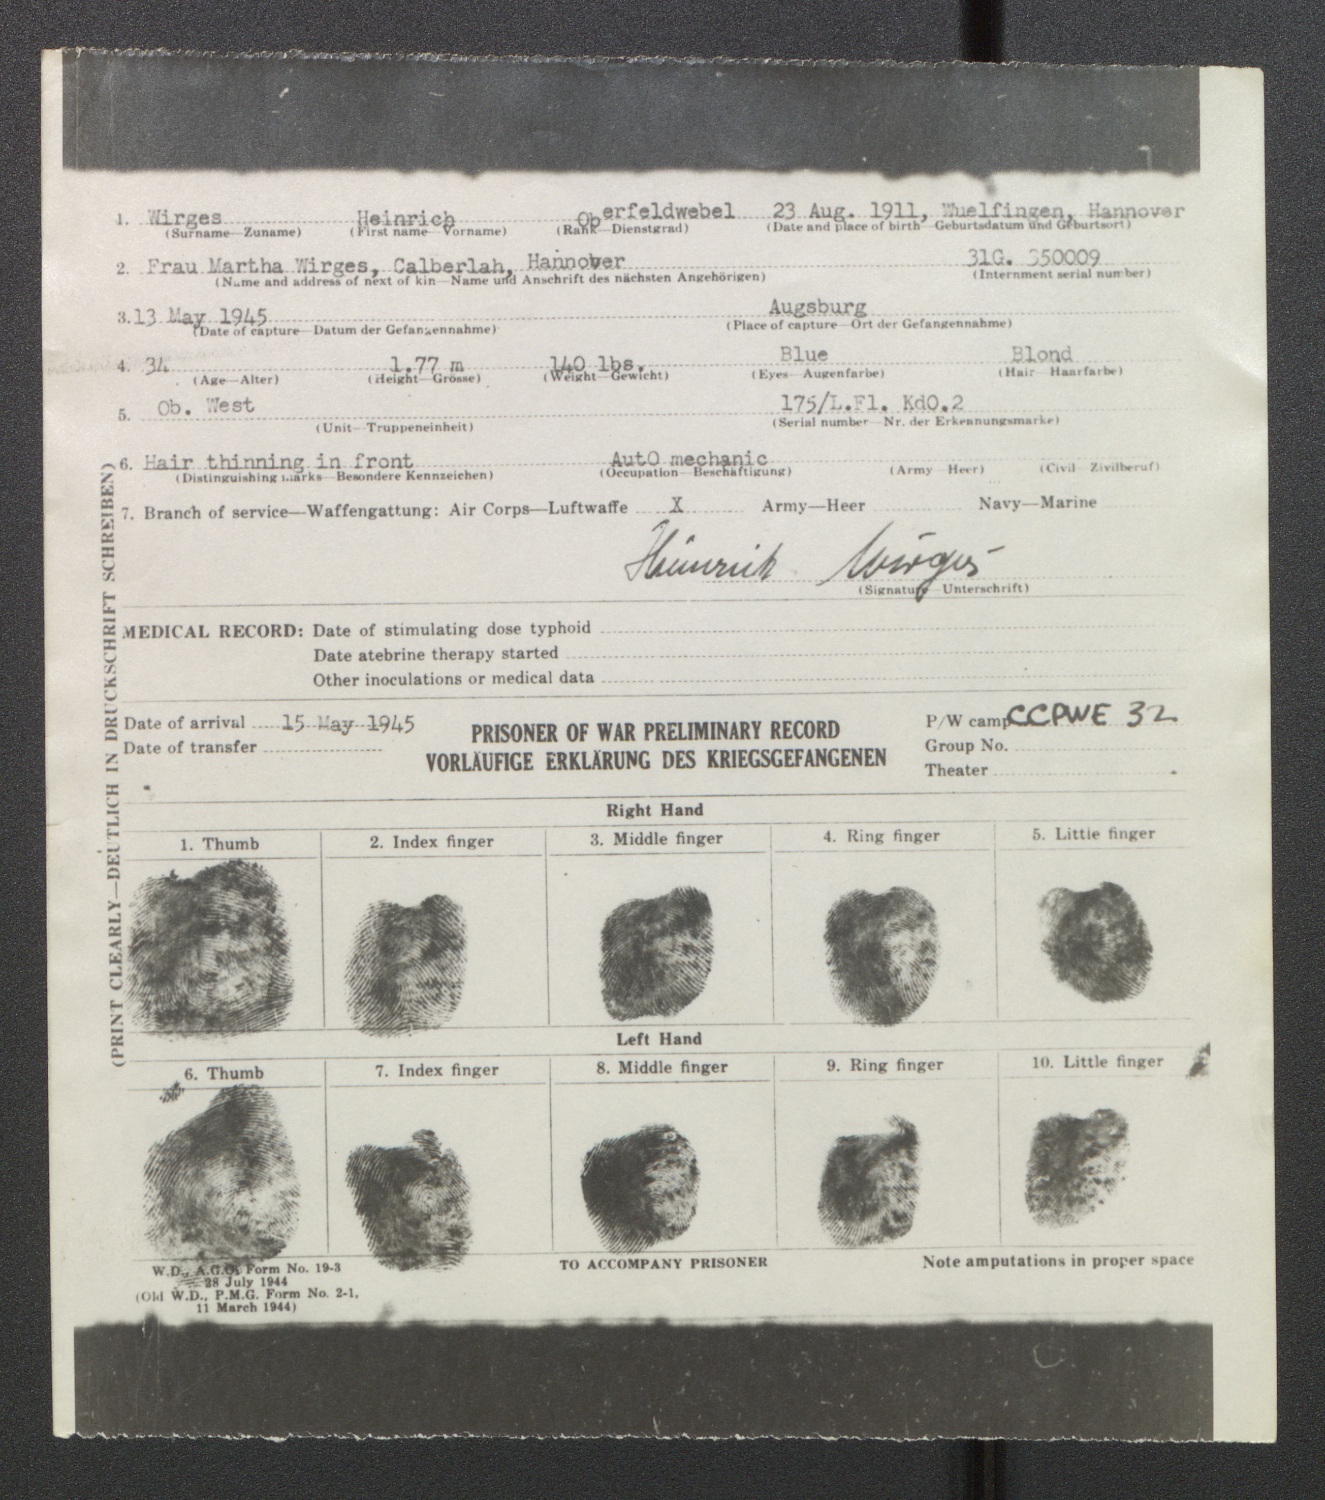 1. Wirges Heinrich Oberfeldwebel 23 Aug. 1911, Wuelfingen, Hannover
(Surname—Zuname) (First name—Vorname) (Rank—Dienstgrad) (Date and place of birth—Geburtsdatum und Geburtsort)
2. Frau Martha Wirges, Calberlah, Hannover 31G. 350009
(Name and address of next of kin—Name und Anschrift des nächsten Angehörigen) (Internment serial number)
3. 13 May 1945 Augsburg
(Date of capture—Datum der Gefangennahme) (Place of capture—Ort der Gefangennahme)
4. 34 1.77 m 140 lbs. Blue Blond
(Age—Alter) (Height—Grösse) (Weight—Gewicht) (Eyes—Augenfarbe) (Hair—Haarfarbe)
5. Ob. West 175/L.Fl. KdO.2
(Unit—Truppeneinheit) (Serial number—Nr. der Erkennungsmarke)
6. Hair thinning in front AutO mechanic
(Distinguishing marks—Besondere Kennzeichen) (Occupation—Beschäftigung) (Army—Heer) (Civil—Zivilberuf)
7. Branch of service—Waffengattung: Air Corps—Luftwaffe X Army—Heer Navy—Marine
Heinrich Wirges
(Signature—Unterschrift)
MEDICAL RECORD: Date of stimulating dose typhoid
Date atebrine therapy started
Other inoculations or medical data
(PRINT CLEARLY—DEUTLICH IN DRUCKSCHRIFT SCHREIBEN)
Date of arrival 15 May 1945 PRISONER OF WAR PRELIMINARY RECORD P/W camp CCPWE 32
Date of transfer VORLÄUFIGE ERKLÄRUNG DES KRIEGSGEFANGENEN Group No.
Theater
Right Hand
1. Thumb 2. Index finger 3. Middle finger 4. Ring finger 5. Little finger
Left Hand
6. Thumb 7. Index finger 8. Middle finger 9. Ring finger 10. Little finger
W.D., A.G.O. Form No. 19-3 TO ACCOMPANY PRISONER Note amputations in proper space
28 July 1944
(Old W.D., P.M.G. Form No. 2-1,
11 March 1944)